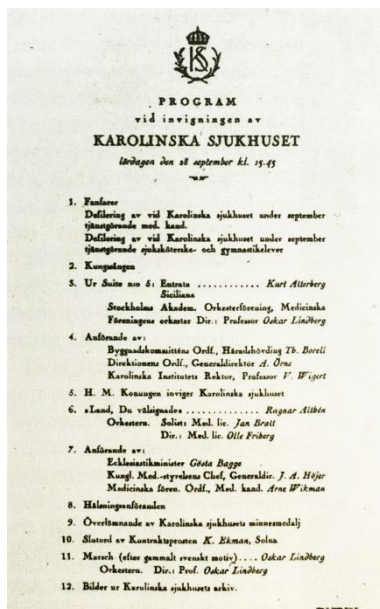 KS
PROGRAM
vid invigningen av
KAROLINSKA SJUKHUSET
lördagen den 28 september kl. 15.45
1. Fanfarer
Defilering av vid Karolinska sjukhuset under september
tjänstgörande med. kand.
Defilering av vid Karolinska sjukhuset under september
tjänstgörande sjuksköterske- och gymnastikelever
2. Kungssången
3. Ur Suite n:o 6: Entrata ............ Kurt Atterberg
Siciliana
Stockholms Akadem. Orkesterförening, Medicinska
Föreningens orkester Dir.: Professor Oskar Lindberg
4. Anförande av:
Byggnadskommitténs Ordf., Häradshövding Th. Borell
Direktionens Ordf., Generaldirektör A. Örne
Karolinska Institutets Rektor, Professor V. Wigert
5. H. M. Konungen inviger Karolinska sjukhuset
6. »Land, Du välsignade» ............ Ragnar Althén
Orkestern. Solist: Med. lic. Jan Bratt
Dir.: Med. lic. Olle Friberg
7. Anförande av:
Ecklesiastikminister Gösta Bagge
Kungl. Med.-styrelsens Chef, Generaldir. J. A. Höjer
Medicinska fören. Ordf., Med. kand. Arne Wikman
8. Hälsningsanföranden
9. Överlämnande av Karolinska sjukhusets minnesmedalj
10. Slutord av Kontraktsprosten K. Ekman, Solna
11. Marsch (efter gammalt svenskt motiv).... Oskar Lindberg
Orkestern. Dir.: Prof. Oskar Lindberg
12. Bilder ur Karolinska sjukhusets arkiv.